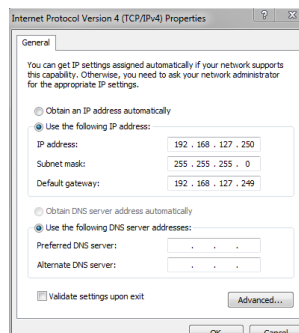 Internet Protocol Version 4 (TCP/IPv4) Properties
General
You can get IP settings assigned automatically if your network supports
this capability. Otherwise, you need to ask your network administrator
for the appropriate IP settings.
Obtain an IP address automatically
Use the following IP address:
IP address: 192 . 168 . 127 . 250
Subnet mask: 255 . 255 . 255 . 0
Default gateway: 192 . 168 . 127 . 249
Obtain DNS server address automatically
Use the following DNS server addresses:
Preferred DNS server: . . .
Alternate DNS server: . . .
Validate settings upon exit
Advanced...
OK Cancel